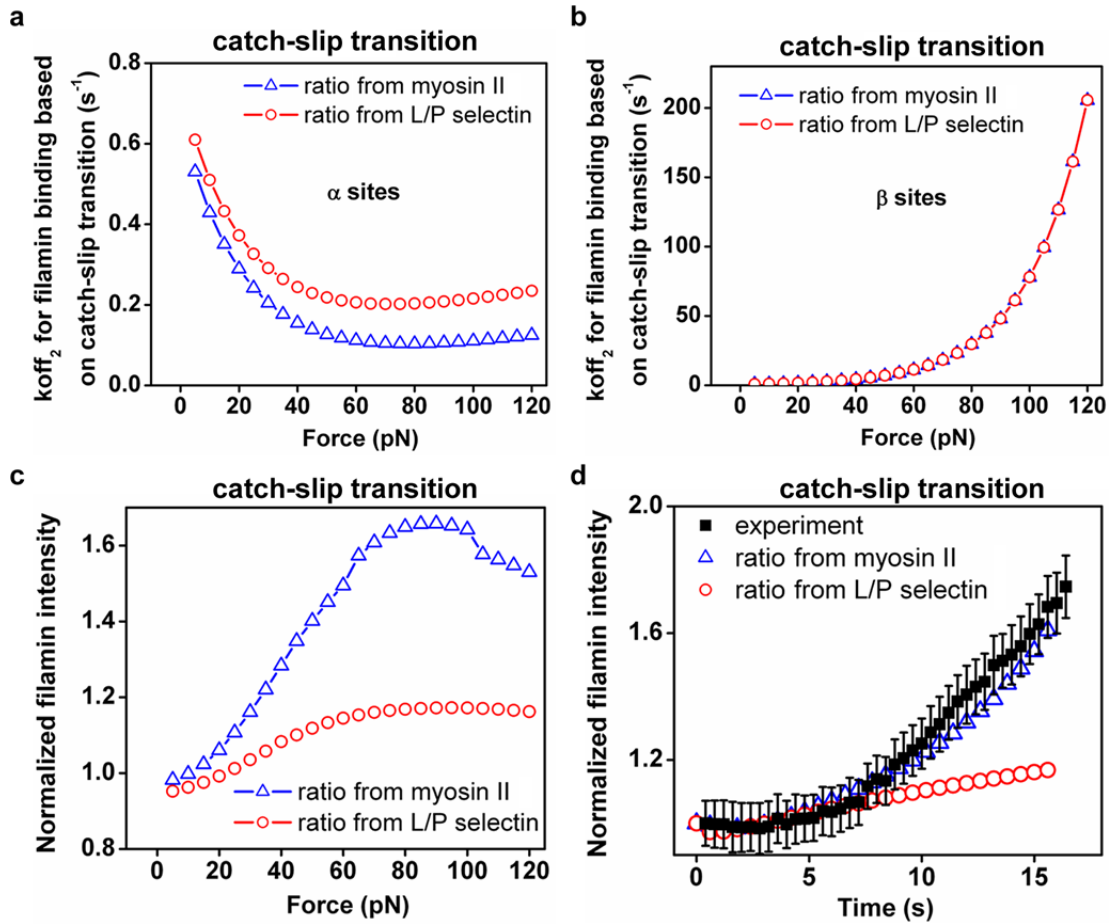 a
catch-slip transition
koff₂ for filamin binding based
on catch-slip transition (s⁻¹)
0.8
0.6
0.4
0.2
0.0
ratio from myosin II
ratio from L/P selectin
α sites
0 20 40 60 80 100 120
Force (pN)
b
catch-slip transition
koff₂ for filamin binding based
on catch-slip transition (s⁻¹)
200
150
100
50
0
ratio from myosin II
ratio from L/P selectin
β sites
0 20 40 60 80 100 120
Force (pN)
c
catch-slip transition
Normalized filamin intensity
1.6
1.4
1.2
1.0
0.8
ratio from myosin II
ratio from L/P selectin
0 20 40 60 80 100 120
Force (pN)
d
catch-slip transition
Normalized filamin intensity
2.0
1.6
1.2
experiment
ratio from myosin II
ratio from L/P selectin
0 5 10 15
Time (s)